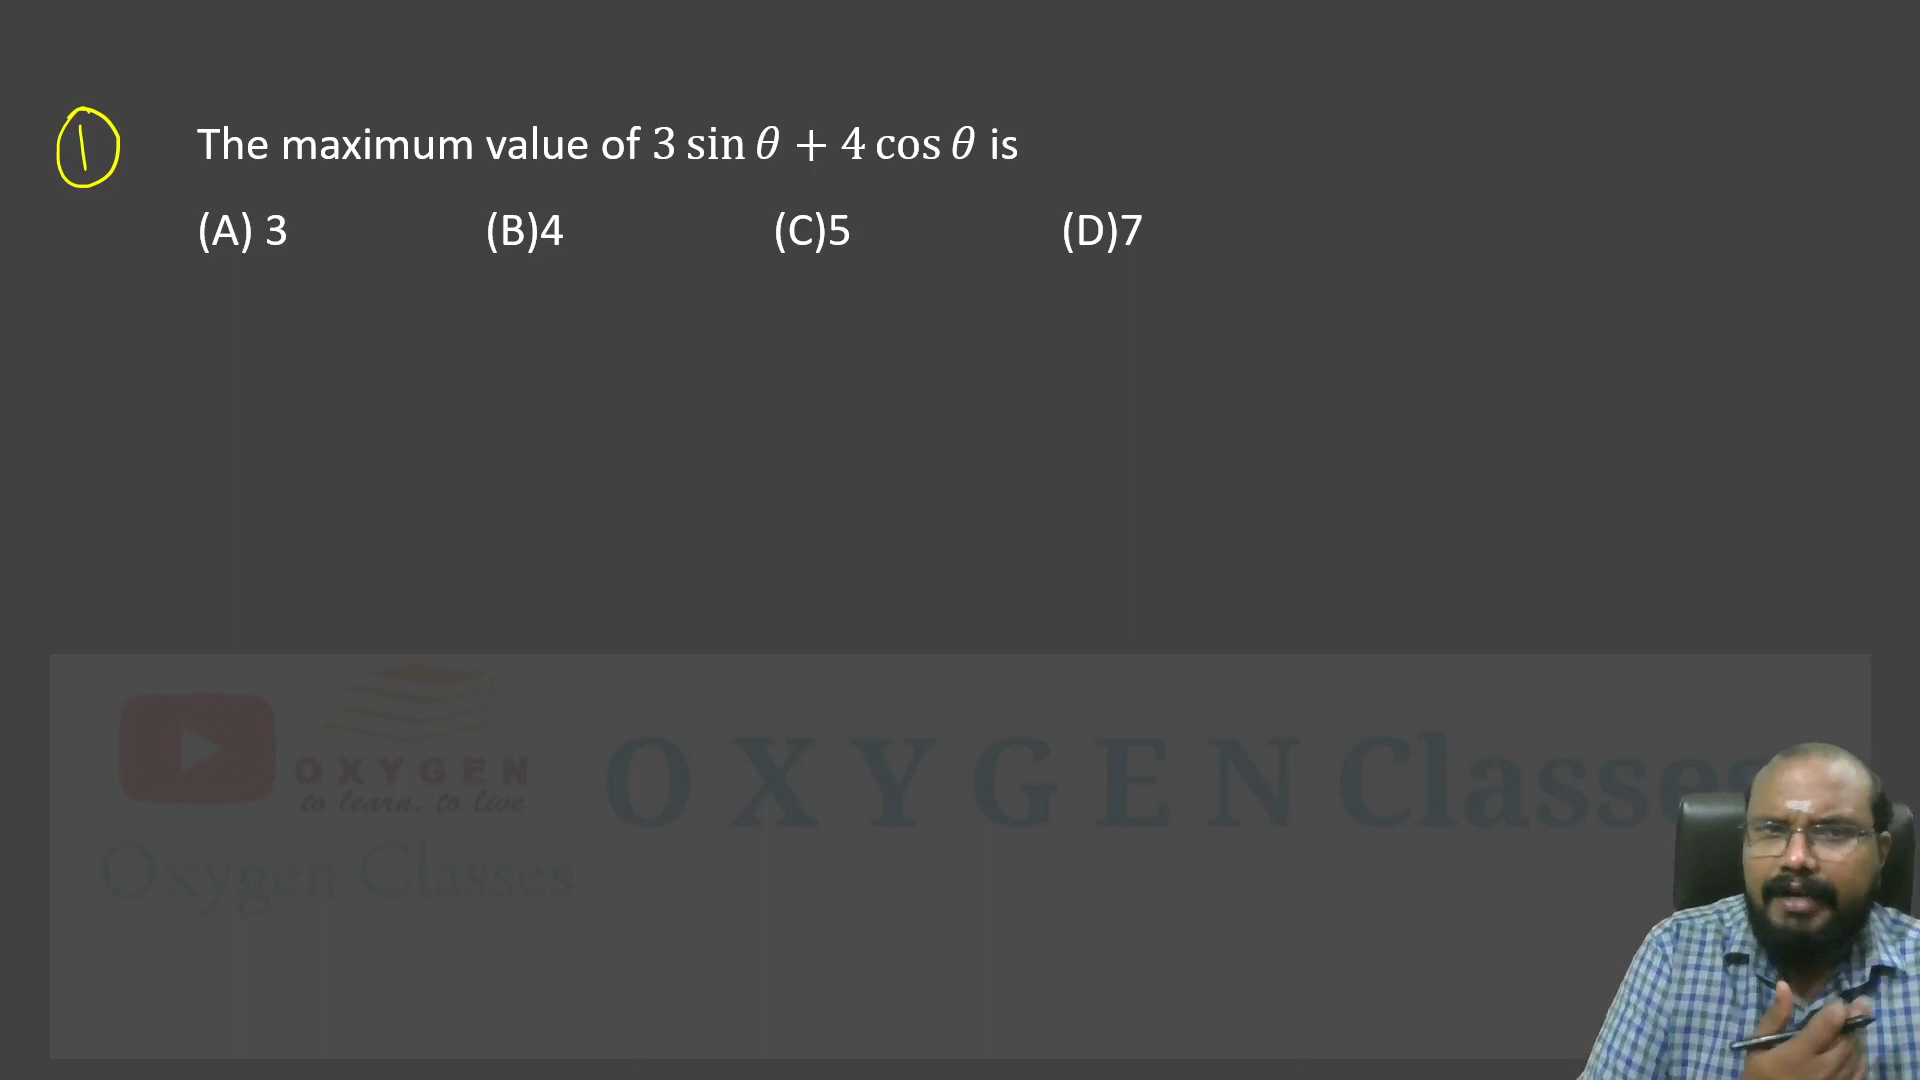 1 The maximum value of 3 sin θ + 4 cos θ is
(A) 3 (B)4 (C)5 (D)7
OXYGEN
to learn. to live
OXYGEN Classes
Oxygen Classes